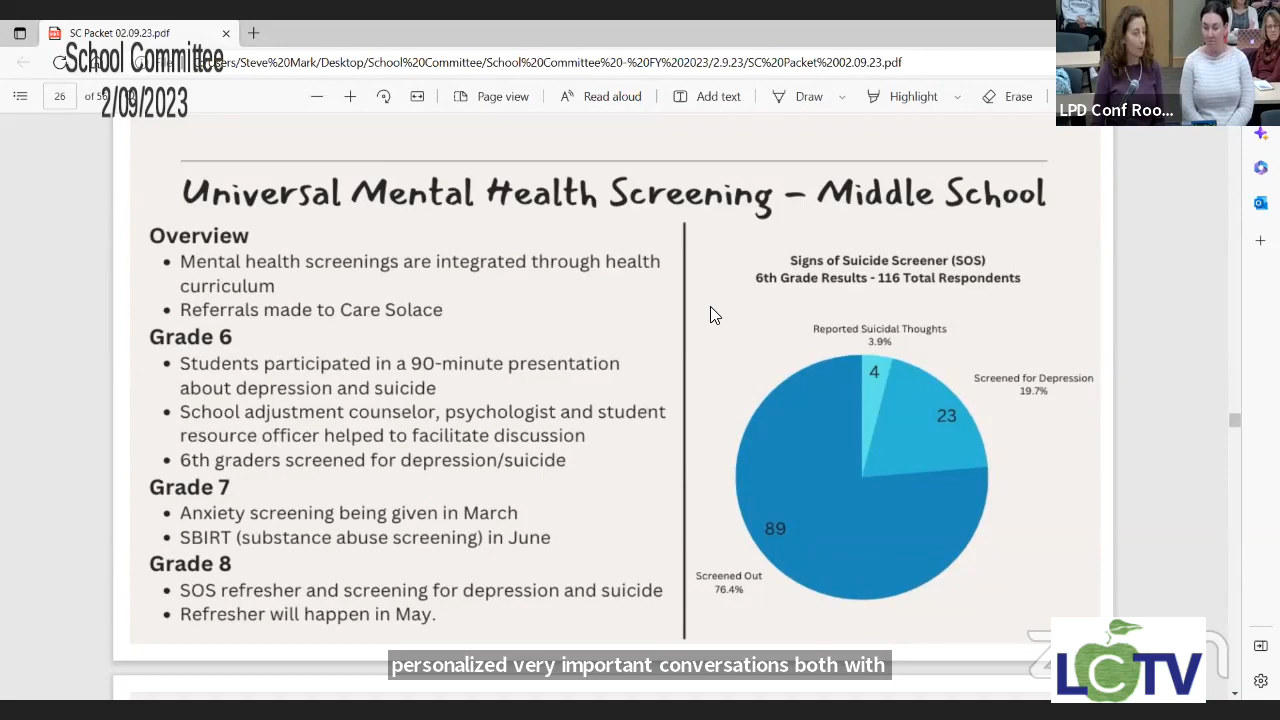 SC Packet 02.09.23.pdf
School Committee
2/09/2023
ers/Steve%20Mark/Desktop/School%20Committee/School%20Committee%20-%20FY%202023/2.9.23/SC%20Packet%2002.09.23.pdf
26
of 5
Page view
Read aloud
Add text
Draw
Highlight
Erase
LPD Conf Roo...
Universal Mental Health Screening – Middle School
Overview
• Mental health screenings are integrated through health
curriculum
• Referrals made to Care Solace
Grade 6
• Students participated in a 90-minute presentation
about depression and suicide
• School adjustment counselor, psychologist and student
resource officer helped to facilitate discussion
• 6th graders screened for depression/suicide
Grade 7
• Anxiety screening being given in March
• SBIRT (substance abuse screening) in June
Grade 8
• SOS refresher and screening for depression and suicide
• Refresher will happen in May.
Signs of Suicide Screener (SOS)
6th Grade Results - 116 Total Respondents
Reported Suicidal Thoughts
3.9%
4
Screened for Depression
19.7%
23
89
Screened Out
76.4%
personalized very important conversations both with
LCTV